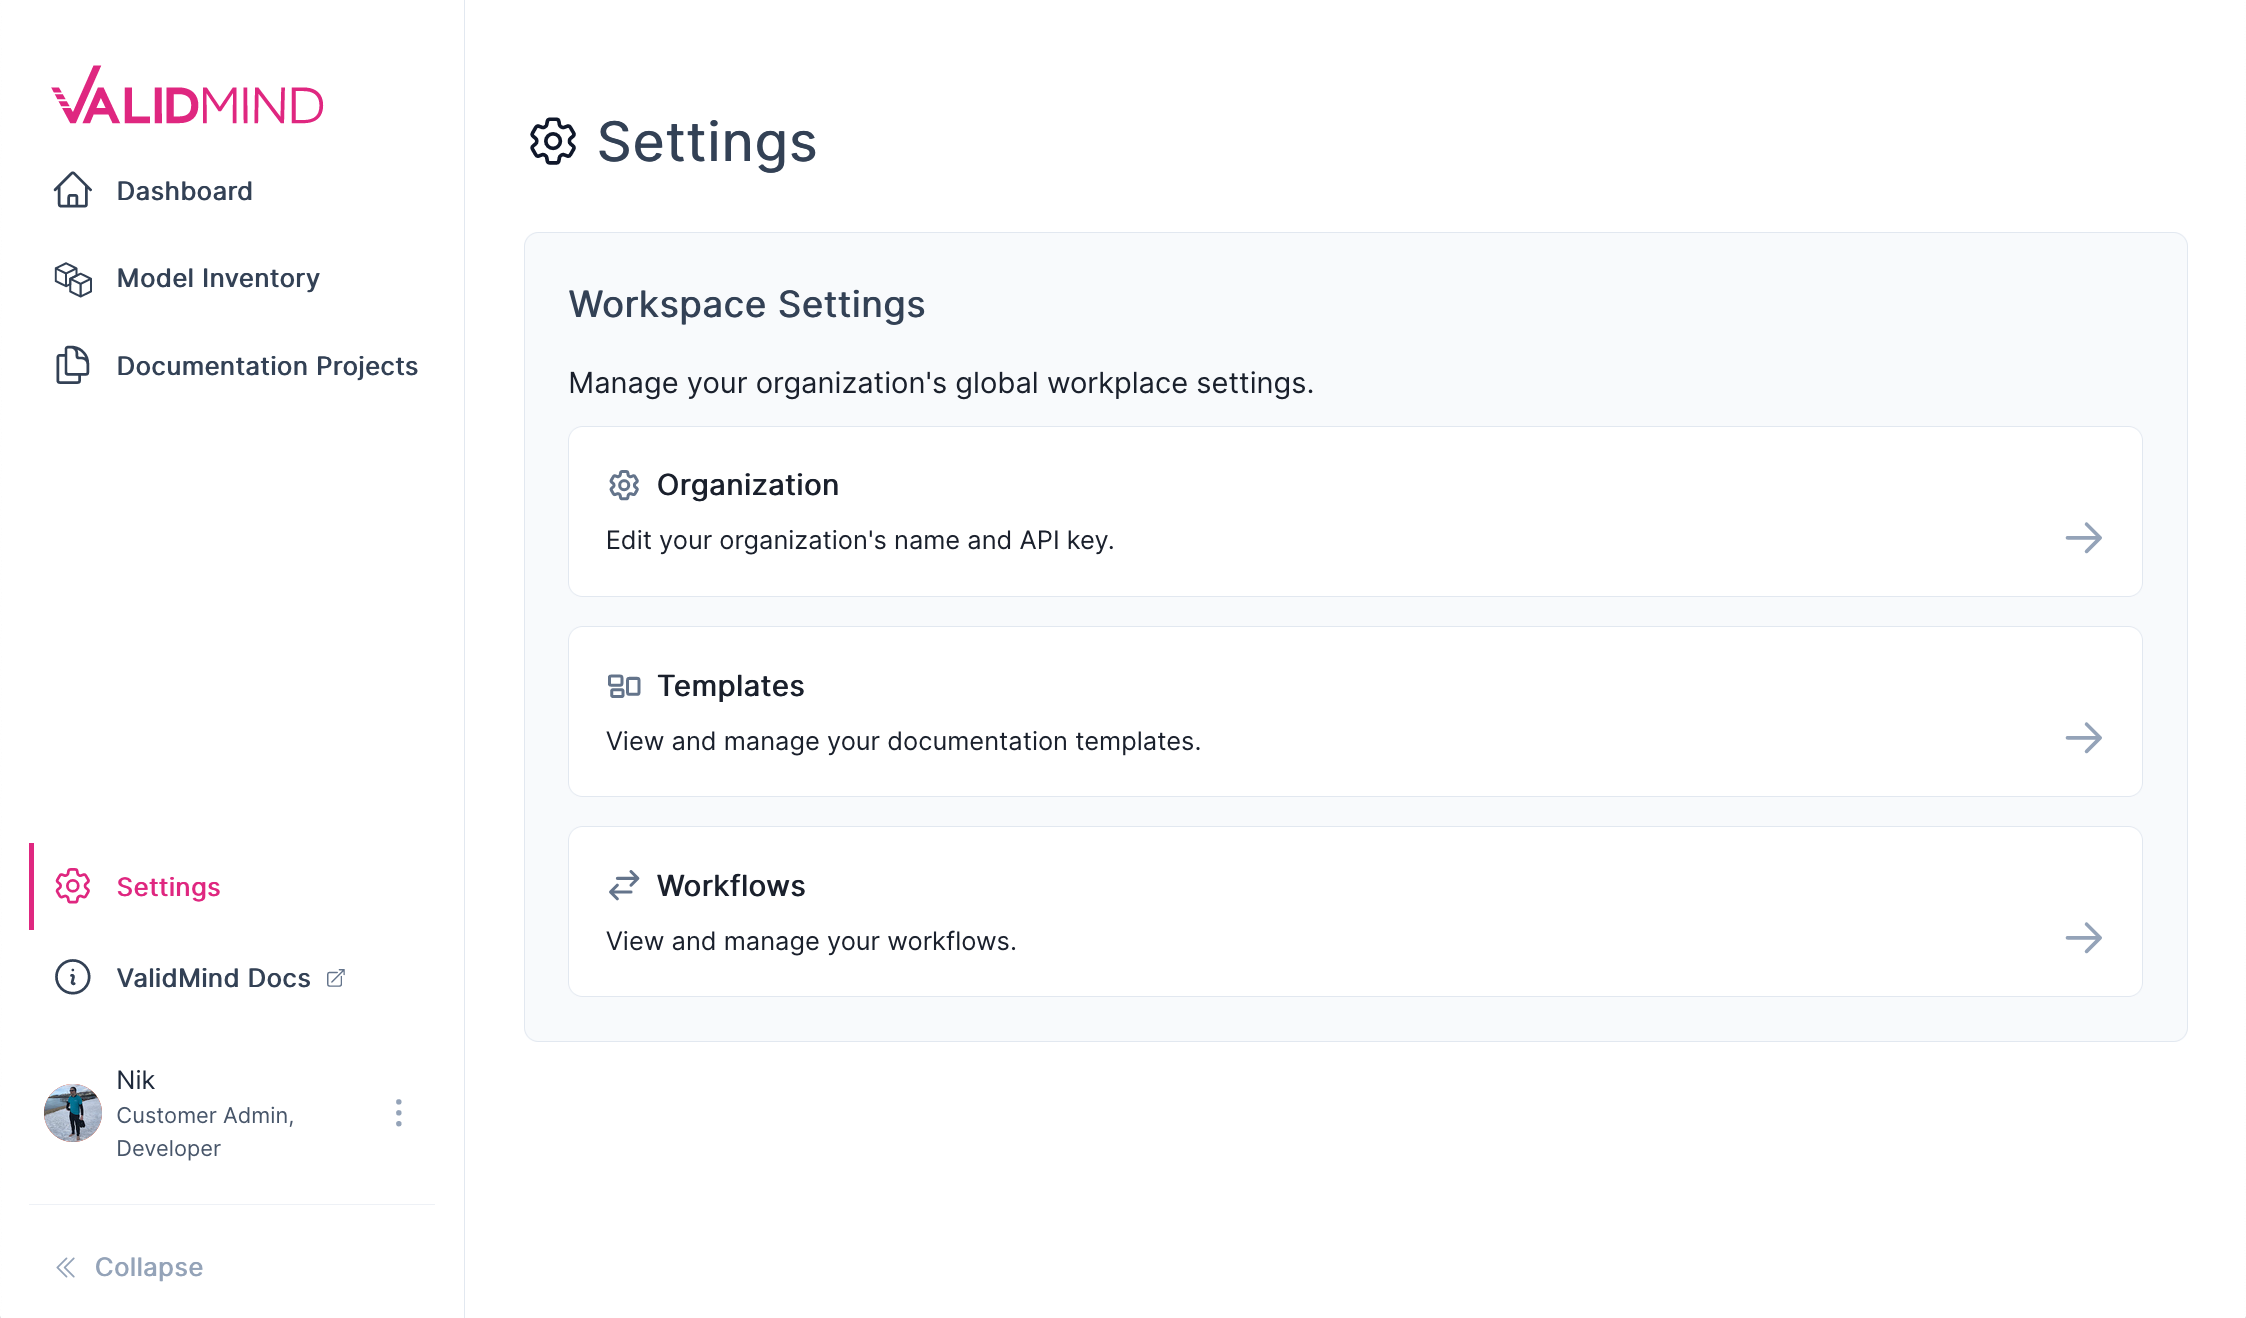 VALIDMIND
Dashboard
Model Inventory
Documentation Projects
Settings
ValidMind Docs
Nik
Customer Admin,
Developer
Collapse
Settings
Workspace Settings
Manage your organization's global workplace settings.
Organization
Edit your organization's name and API key.
Templates
View and manage your documentation templates.
Workflows
View and manage your workflows.